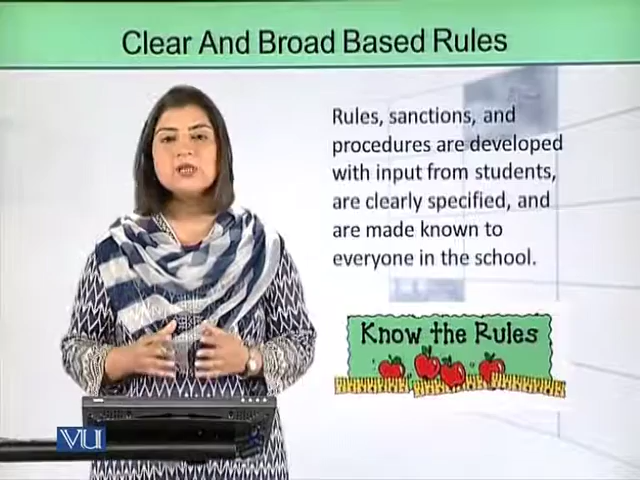 Clear And Broad Based Rules
Rules, sanctions, and
procedures are developed
with input from students,
are clearly specified, and
are made known to
everyone in the school.
Know the Rules
VU